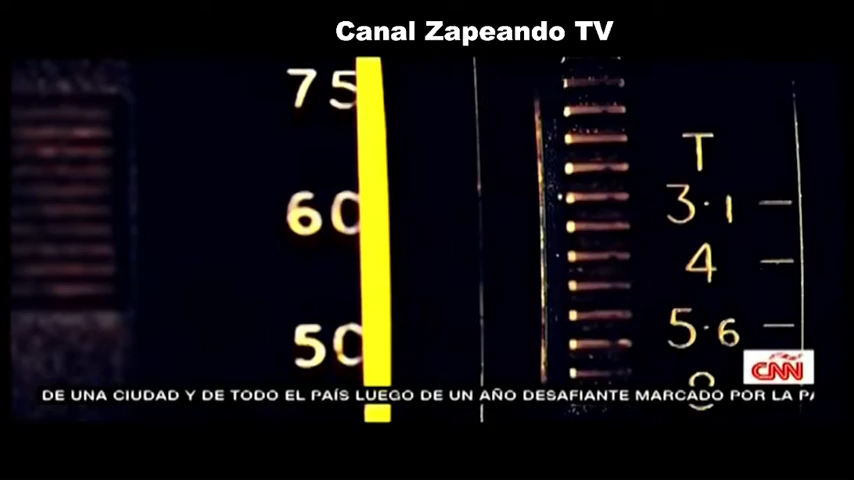 Canal Zapeando TV
75
60
50
T
3.1
4
5.6
CNN
DE UNA CIUDAD Y DE TODO EL PAÍS LUEGO DE UN AÑO DESAFIANTE MARCADO POR LA